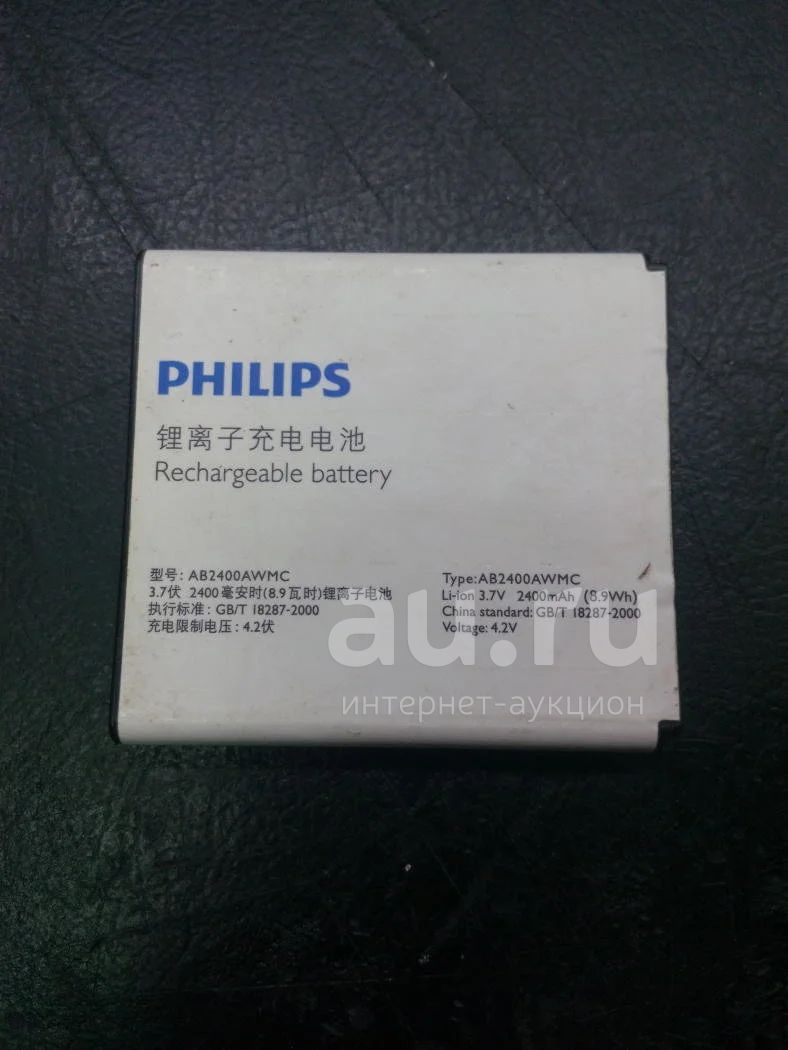 PHILIPS
锂离子充电电池
Rechargeable battery
型号: AB2400AWMC
3.7伏 2400毫安时(8.9瓦时)锂离子电池
执行标准: GB/T 18287-2000
充电限制电压: 4.2伏
Type: AB2400AWMC
Li-ion 3.7V 2400mAh (8.9Wh)
China standard: GB/T 18287-2000
Voltage: 4.2V
au.ru
интернет-аукцион